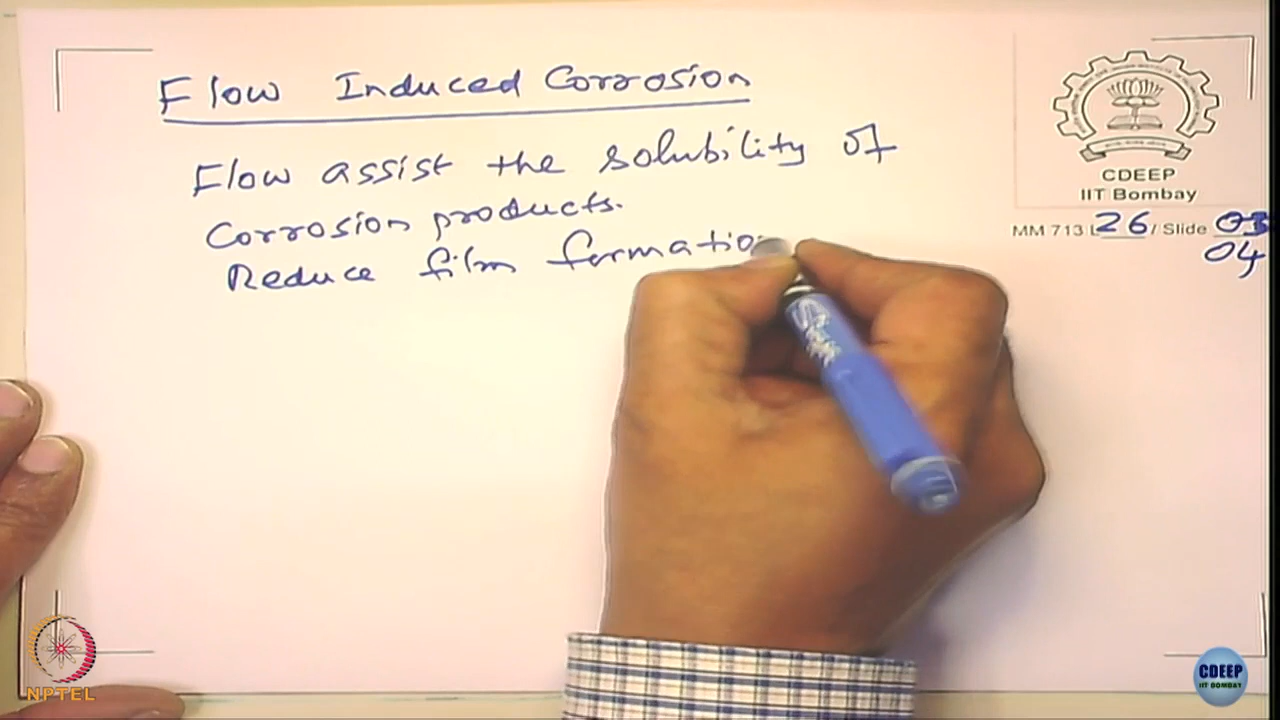 Flow Induced Corrosion
Flow assist the solubility of
Corrosion products.
Reduce film formatio
CDEEP
IIT Bombay
MM 713 L 26 / Slide 03
04
NPTEL
CDEEP
IIT BOMBAY